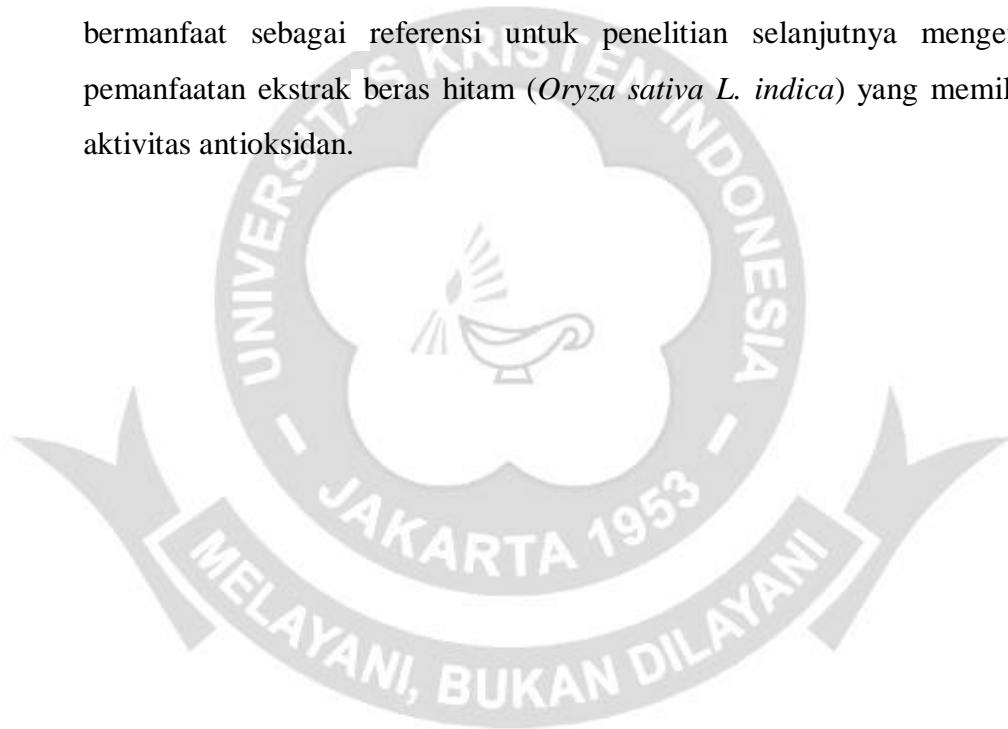 bermanfaat sebagai referensi untuk penelitian selanjutnya
pemanfaatan ekstrak beras hitam (Oryza sativa L. indica) yang
aktivitas antioksidan.
UNIVERSITAS KRISTEN INDONESIA
- JAKARTA 1953 -
MELAYANI, BUKAN DILAYANI